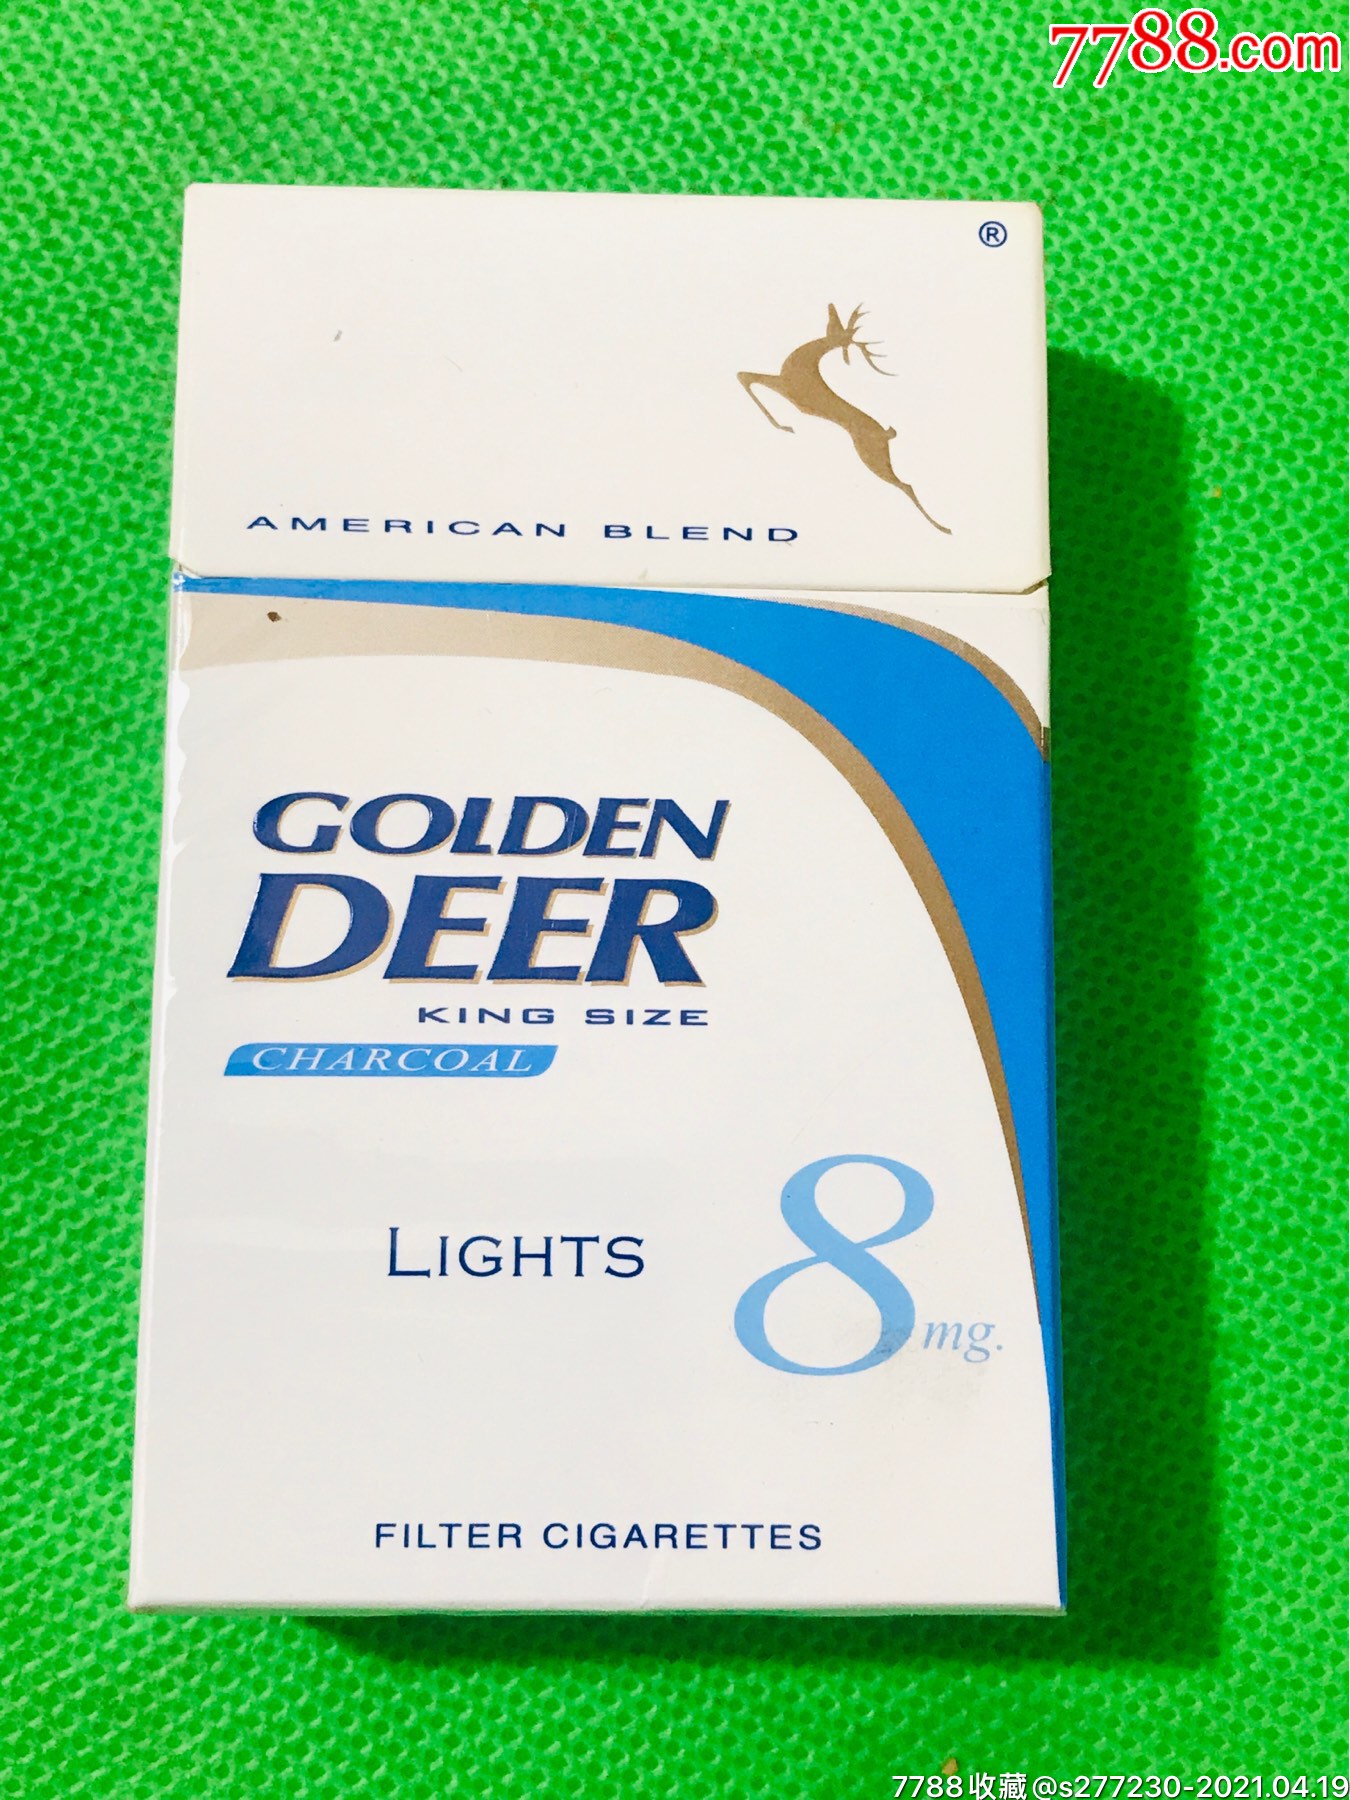 7788.com
®
AMERICAN BLEND
GOLDEN
DEER
KING SIZE
CHARCOAL
LIGHTS
8 mg.
FILTER CIGARETTES
7788收藏@s277230-2021.04.19